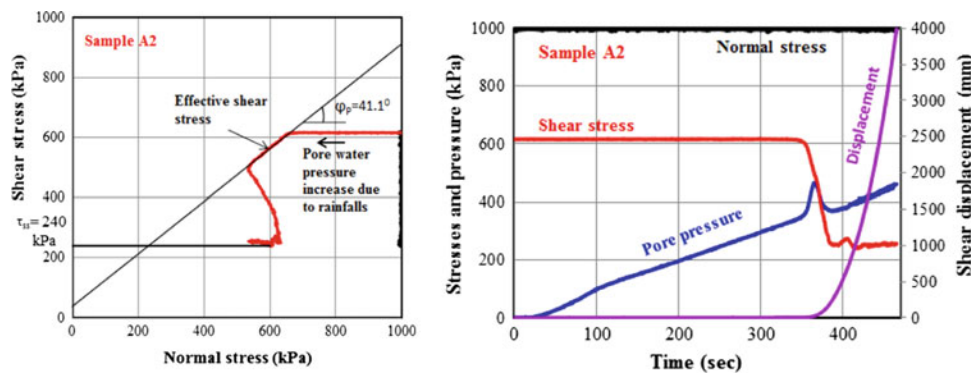 1000
800
600
400
τss= 240
kPa
200
0
0
200
400
600
800
1000
Shear stress (kPa)
Normal stress (kPa)
Sample A2
Effective shear
stress
φp=41.1⁰
Pore water
pressure
increase due
to rainfalls
1000
800
600
400
200
0
0
100
200
300
400
4000
3500
3000
2500
2000
1500
1000
500
0
Stresses and pressure (kPa)
Shear displacement (mm)
Time (sec)
Sample A2
Normal stress
Shear stress
Pore pressure
Displacement